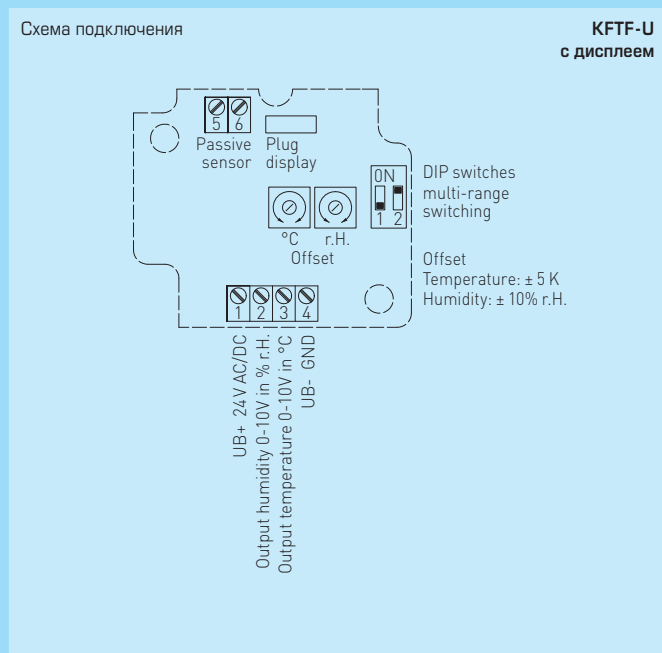 Схема подключения
KFTF-U
с дисплеем
5 6
Passive
sensor
Plug
display
ON
1 2
DIP switches
multi-range
switching
°C
r.H.
Offset
Offset
Temperature: ± 5 K
Humidity: ± 10% r.H.
1 2 3 4
UB+ 24 V AC/DC
Output humidity 0-10V in % r.H.
Output temperature 0-10V in °C
UB- GND